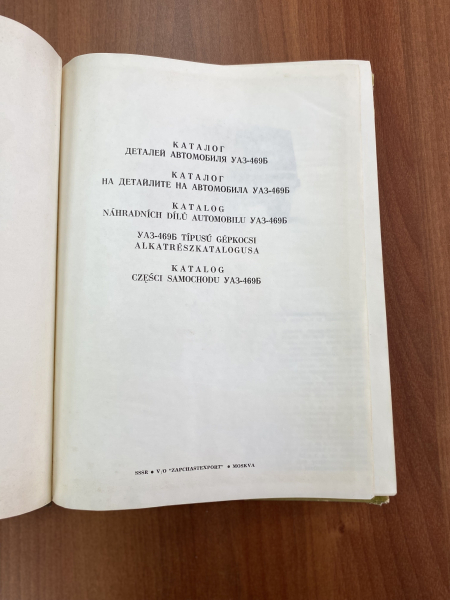 КАТАЛОГ
ДЕТАЛЕЙ АВТОМОБИЛЯ УАЗ-469Б
КАТАЛОГ
НА ДЕТАЙЛИТЕ НА АВТОМОБИЛА УАЗ-469Б
KATALOG
NÁHRADNÍCH DÍLŮ AUTOMOBILU УАЗ-469Б
УАЗ-469Б TÍPUSÚ GÉPKOCSI
ALKATRÉSZKATALOGUSA
KATALOG
CZĘŚCI SAMOCHODU УАЗ-469Б
SSSR • V/O "ZAPCHASTEXPORT" • MOSKVA